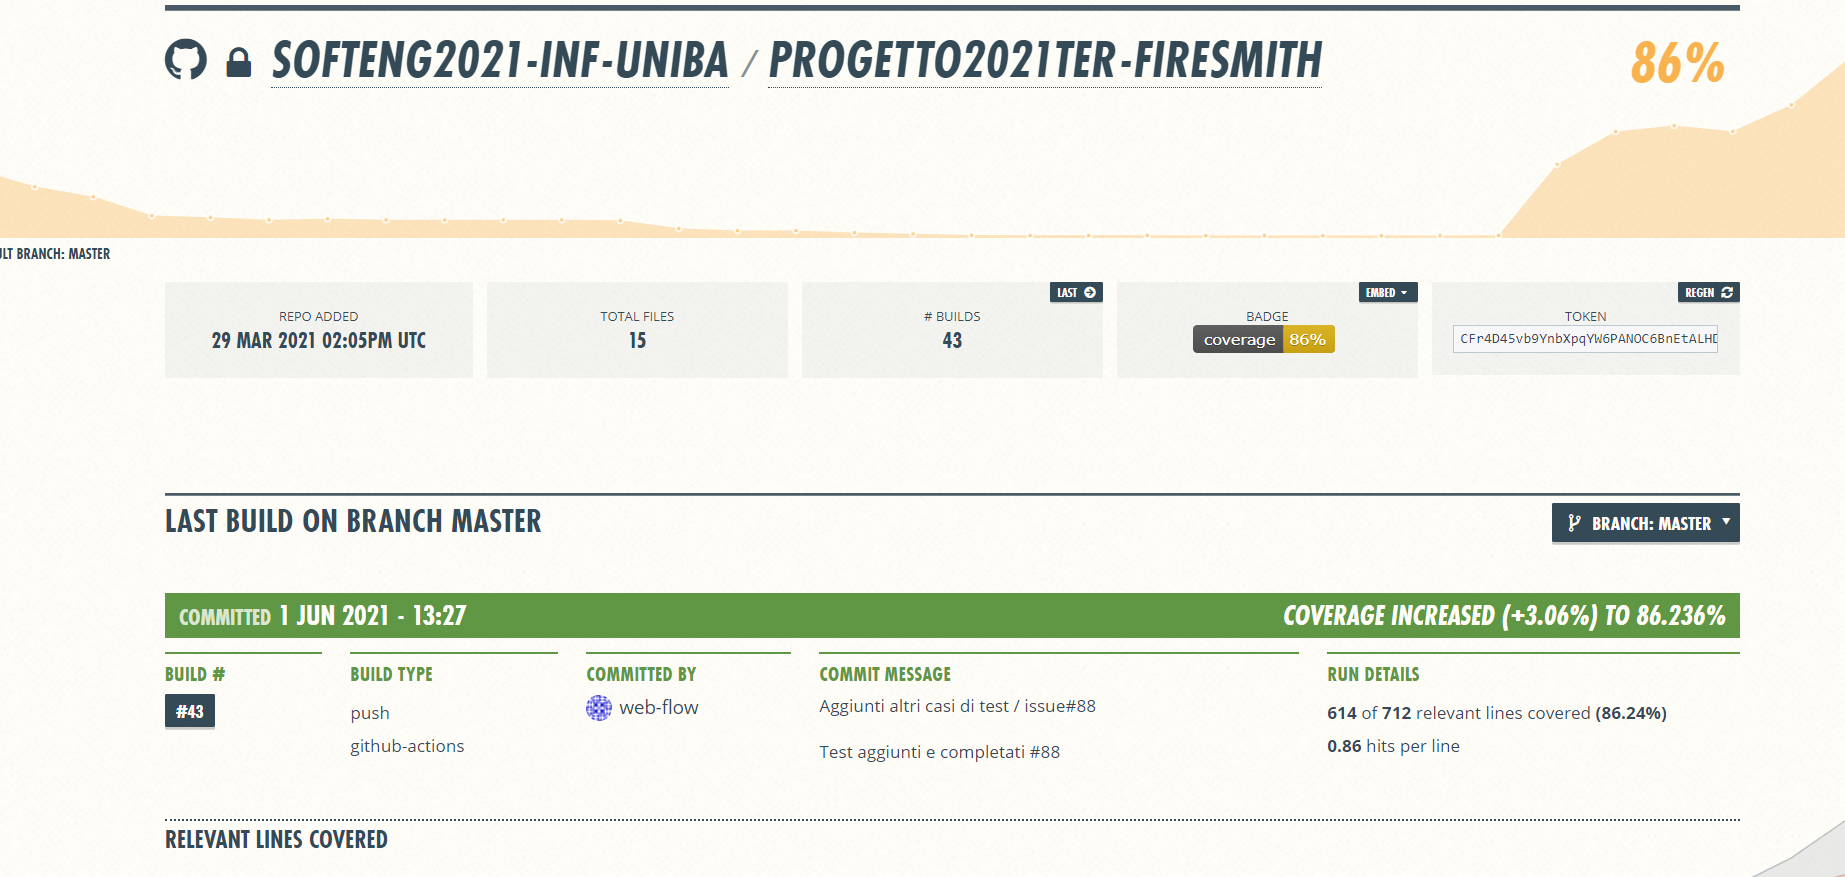 SOFTENG2021-INF-UNIBA / PROGETTO2021TER-FIRESMITH
86%
ULT BRANCH: MASTER
REPO ADDED
29 MAR 2021 02:05PM UTC
TOTAL FILES
15
LAST
# BUILDS
43
EMBED
BADGE
coverage 86%
REGEN
TOKEN
CFr4D45vb9YnbXpqYW6PANOC6BnEtALHD
LAST BUILD ON BRANCH MASTER
BRANCH: MASTER
COMMITTED 1 JUN 2021 - 13:27
COVERAGE INCREASED (+3.06%) TO 86.236%
BUILD #
#43
BUILD TYPE
push
github-actions
COMMITTED BY
web-flow
COMMIT MESSAGE
Aggiunti altri casi di test / issue#88
Test aggiunti e completati #88
RUN DETAILS
614 of 712 relevant lines covered (86.24%)
0.86 hits per line
RELEVANT LINES COVERED